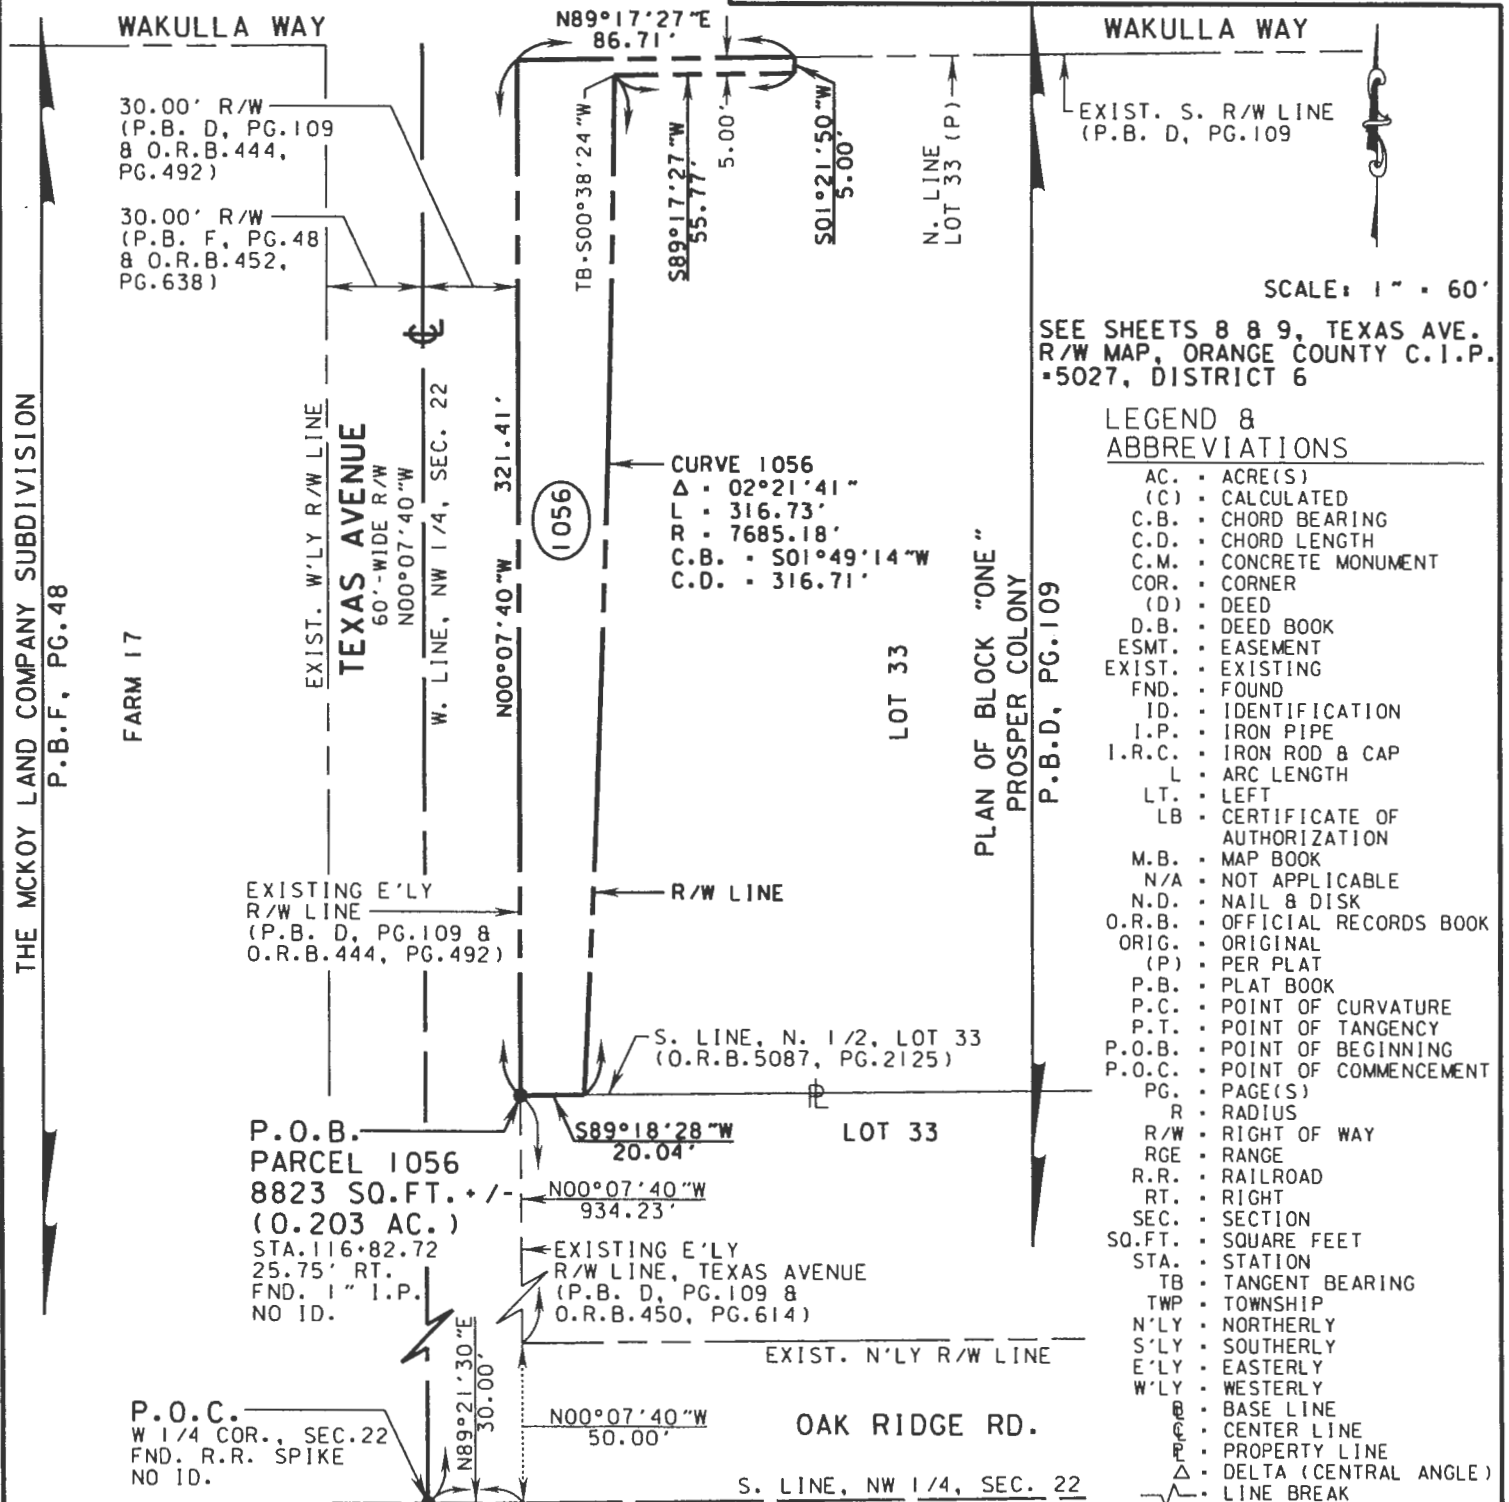 WAKULLA WAY
N89°17'27"E
86.71'
WAKULLA WAY
30.00' R/W
(P.B. D, PG.109
& O.R.B.444,
PG.492)
30.00' R/W
(P.B. F, PG.48
& O.R.B.452,
PG.638)
TB=S00°38'24"W
S89°17'27"W
55.77'
5.00'
S01°21'50"W
5.00'
N. LINE
LOT 33 (P)
EXIST. S. R/W LINE
(P.B. D, PG.109
SCALE: 1" = 60'
SEE SHEETS 8 & 9, TEXAS AVE.
R/W MAP, ORANGE COUNTY C.I.P.
#5027, DISTRICT 6
THE MCKOY LAND COMPANY SUBDIVISION
P.B.F, PG.48
FARM 17
EXIST. W'LY R/W LINE
TEXAS AVENUE
60'-WIDE R/W
N00°07'40"W
W. LINE, NW 1/4, SEC. 22
N00°07'40"W 321.41'
1056
CURVE 1056
Δ = 02°21'41"
L = 316.73'
R = 7685.18'
C.B. = S01°49'14"W
C.D. = 316.71'
LOT 33
PLAN OF BLOCK "ONE"
PROSPER COLONY
P.B.D, PG.109
EXISTING E'LY
R/W LINE
(P.B. D, PG.109 &
O.R.B.444, PG.492)
R/W LINE
S. LINE, N. 1/2, LOT 33
(O.R.B.5087, PG.2125)
P.O.B.
PARCEL 1056
8823 SQ.FT.+/-
(0.203 AC.)
STA.116+82.72
25.75' RT.
FND. 1" I.P.
NO ID.
S89°18'28"W
20.04'
LOT 33
N00°07'40"W
934.23'
EXISTING E'LY
R/W LINE, TEXAS AVENUE
(P.B. D, PG.109 &
O.R.B.450, PG.614)
EXIST. N'LY R/W LINE
P.O.C.
W 1/4 COR., SEC.22
FND. R.R. SPIKE
NO ID.
N89°21'30"E
30.00'
N00°07'40"W
50.00'
OAK RIDGE RD.
S. LINE, NW 1/4, SEC. 22
LEGEND &
ABBREVIATIONS
AC. = ACRE(S)
(C) = CALCULATED
C.B. = CHORD BEARING
C.D. = CHORD LENGTH
C.M. = CONCRETE MONUMENT
COR. = CORNER
(D) = DEED
D.B. = DEED BOOK
ESMT. = EASEMENT
EXIST. = EXISTING
FND. = FOUND
ID. = IDENTIFICATION
I.P. = IRON PIPE
I.R.C. = IRON ROD & CAP
L = ARC LENGTH
LT. = LEFT
LB = CERTIFICATE OF
AUTHORIZATION
M.B. = MAP BOOK
N/A = NOT APPLICABLE
N.D. = NAIL & DISK
O.R.B. = OFFICIAL RECORDS BOOK
ORIG. = ORIGINAL
(P) = PER PLAT
P.B. = PLAT BOOK
P.C. = POINT OF CURVATURE
P.T. = POINT OF TANGENCY
P.O.B. = POINT OF BEGINNING
P.O.C. = POINT OF COMMENCEMENT
PG. = PAGE(S)
R = RADIUS
R/W = RIGHT OF WAY
RGE = RANGE
R.R. = RAILROAD
RT. = RIGHT
SEC. = SECTION
SQ.FT. = SQUARE FEET
STA. = STATION
TB = TANGENT BEARING
TWP = TOWNSHIP
N'LY = NORTHERLY
S'LY = SOUTHERLY
E'LY = EASTERLY
W'LY = WESTERLY
= BASE LINE
℄ = CENTER LINE
⅊ = PROPERTY LINE
Δ = DELTA (CENTRAL ANGLE)
= LINE BREAK